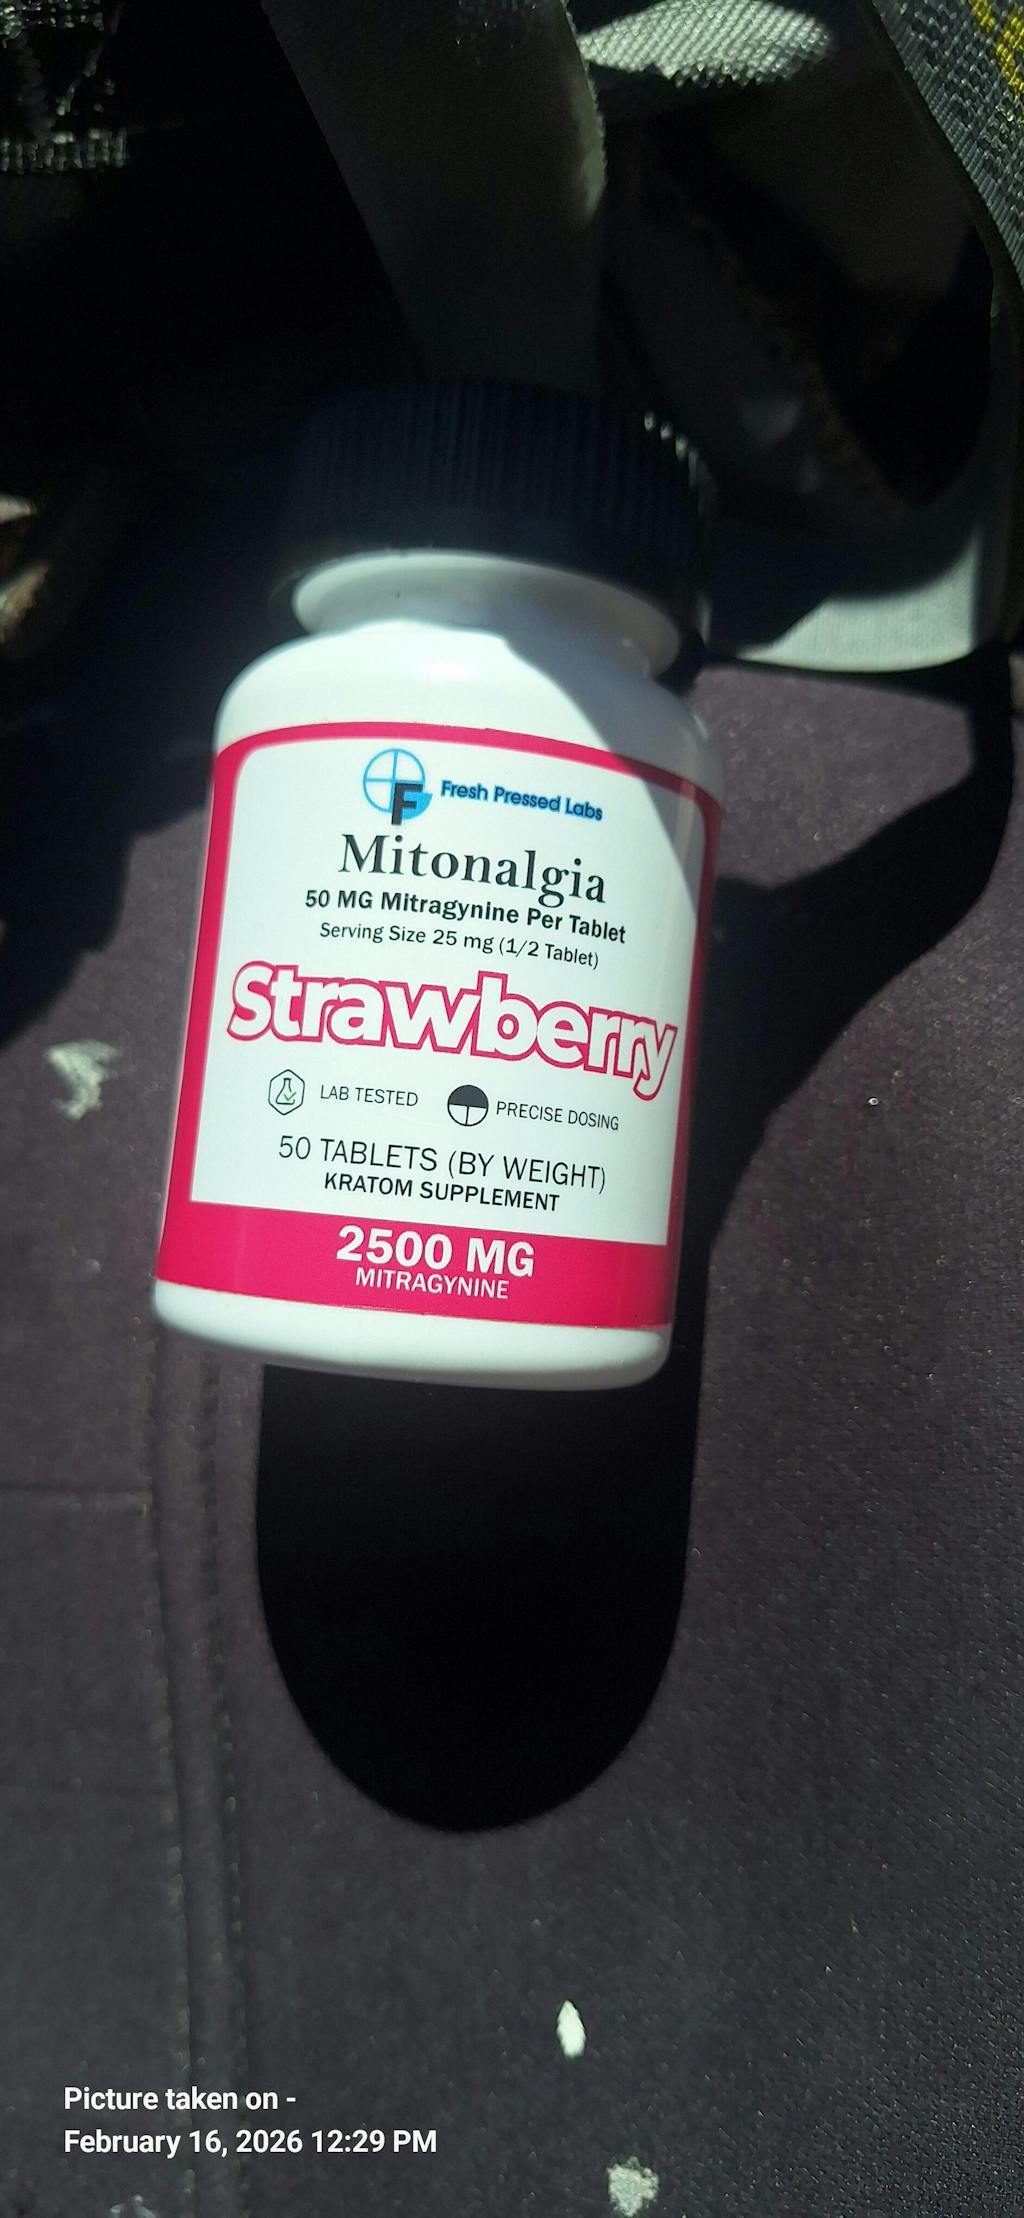 Fresh Pressed Labs
Mitonalgia
50 MG Mitragynine Per Tablet
Serving Size 25 mg (1/2 Tablet)
Strawberry
LAB TESTED
PRECISE DOSING
50 TABLETS (BY WEIGHT)
KRATOM SUPPLEMENT
2500 MG
MITRAGYNINE
Picture taken on -
February 16, 2026 12:29 PM